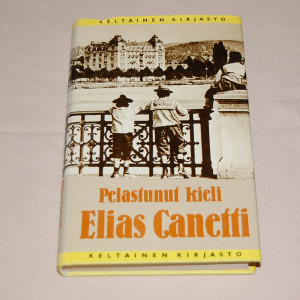 KELTAINEN KIRJASTO
Pelastunut kieli
Elias Canetti
KELTAINEN KIRJASTO